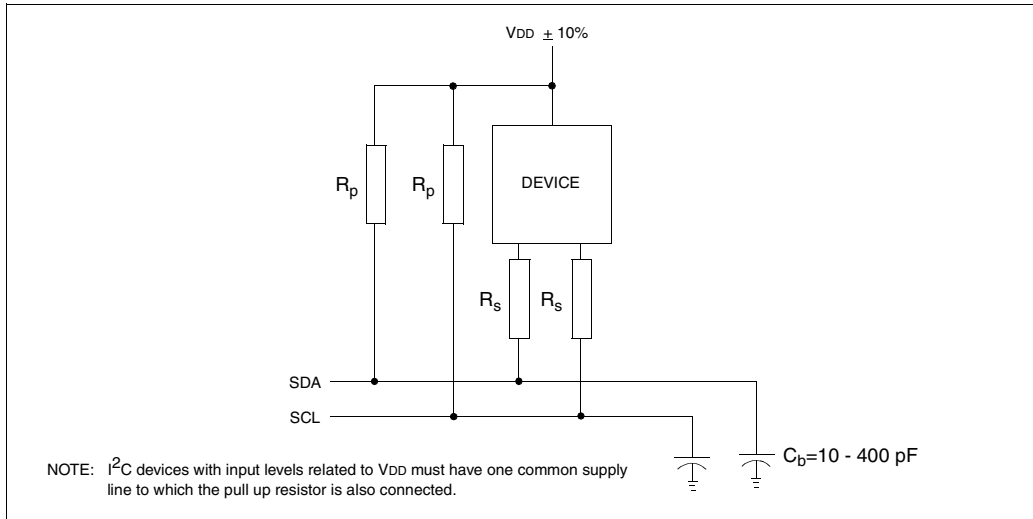 VDD ± 10%
Rp Rp DEVICE
Rs Rs
SDA
SCL
Cb=10 - 400 pF
NOTE: I2C devices with input levels related to VDD must have one common supply
line to which the pull up resistor is also connected.